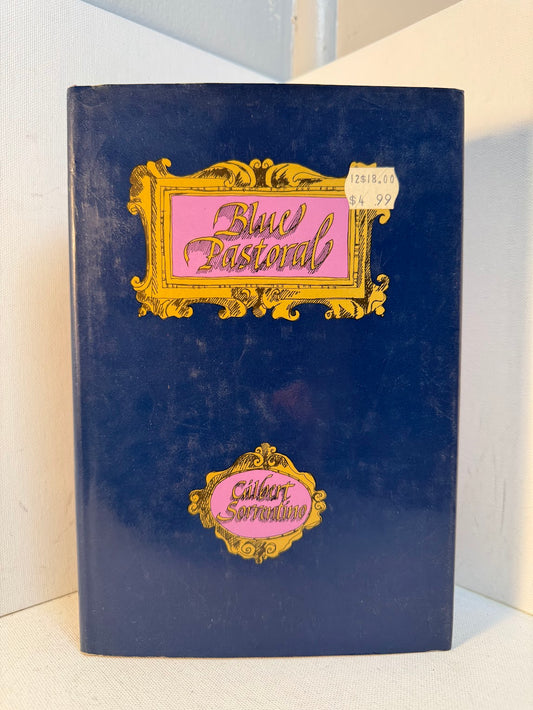 Blue
Pastoral
12$18.00
$4.99
Gilbert
Sorrentino